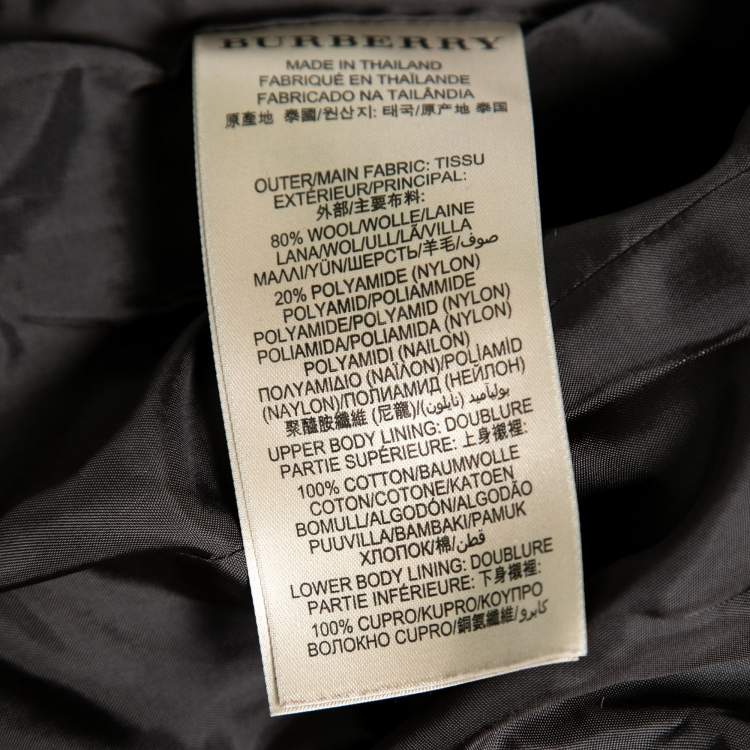 BURBERRY
MADE IN THAILAND
FABRIQUÉ EN THAÏLANDE
FABRICADO NA TAILÂNDIA
原產地 泰國/원산지: 태국/原产地 泰国
OUTER/MAIN FABRIC: TISSU
EXTÉRIEUR/PRINCIPAL:
外部/主要布料:
80% WOOL/WOLLE/LAINE
LANA/WOL/ULL/LÃ/VILLA
ΜΑΛΛΙ/YÜN/ШЕРСТЬ/羊毛/صوف
20% POLYAMIDE (NYLON)
POLYAMID/POLIAMMIDE
POLYAMIDE/POLYAMID (NYLON)
POLIAMIDA/POLIAMIDA (NYLON)
POLYAMIDI (NAILON)
ΠΟΛΥΑΜΙΔΙΟ (ΝΑΪΛΟΝ)/POLİAMİD
(NAYLON)/ПОЛИАМИД (НЕЙЛОН)
聚醯胺纖維 (尼龍)/بولياميد (نايلون)
UPPER BODY LINING: DOUBLURE
PARTIE SUPÉRIEURE: 上身襯裡:
100% COTTON/BAUMWOLLE
COTON/COTONE/KATOEN
BOMULL/ALGODÓN/ALGODÃO
PUUVILLA/ΒΑΜΒΑΚΙ/PAMUK
ХЛОПОК/棉/قطن
LOWER BODY LINING: DOUBLURE
PARTIE INFÉRIEURE: 下身襯裡:
100% CUPRO/KUPRO/ΚΟΥΠΡΟ
ВОЛОКНО CUPRO/銅氨纖維/كابرو